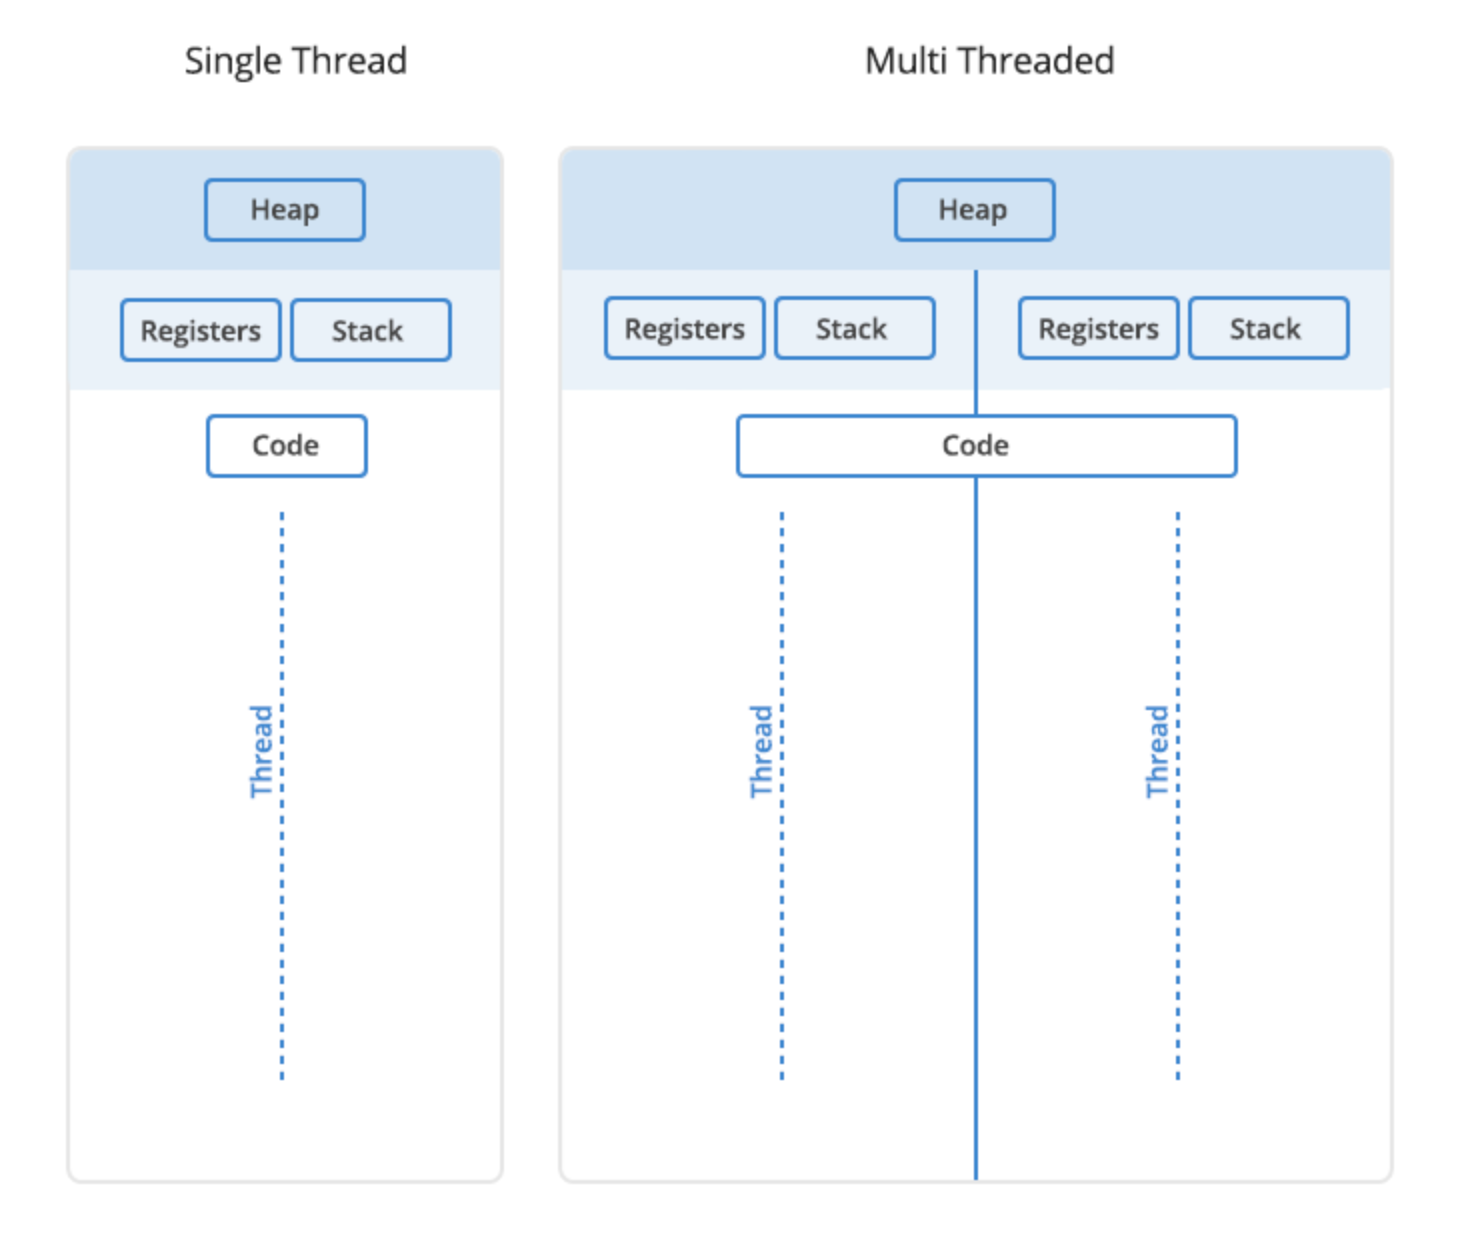 Single Thread
Multi Threaded
Heap
Registers
Stack
Code
Thread
Heap
Registers
Stack
Registers
Stack
Code
Thread
Thread